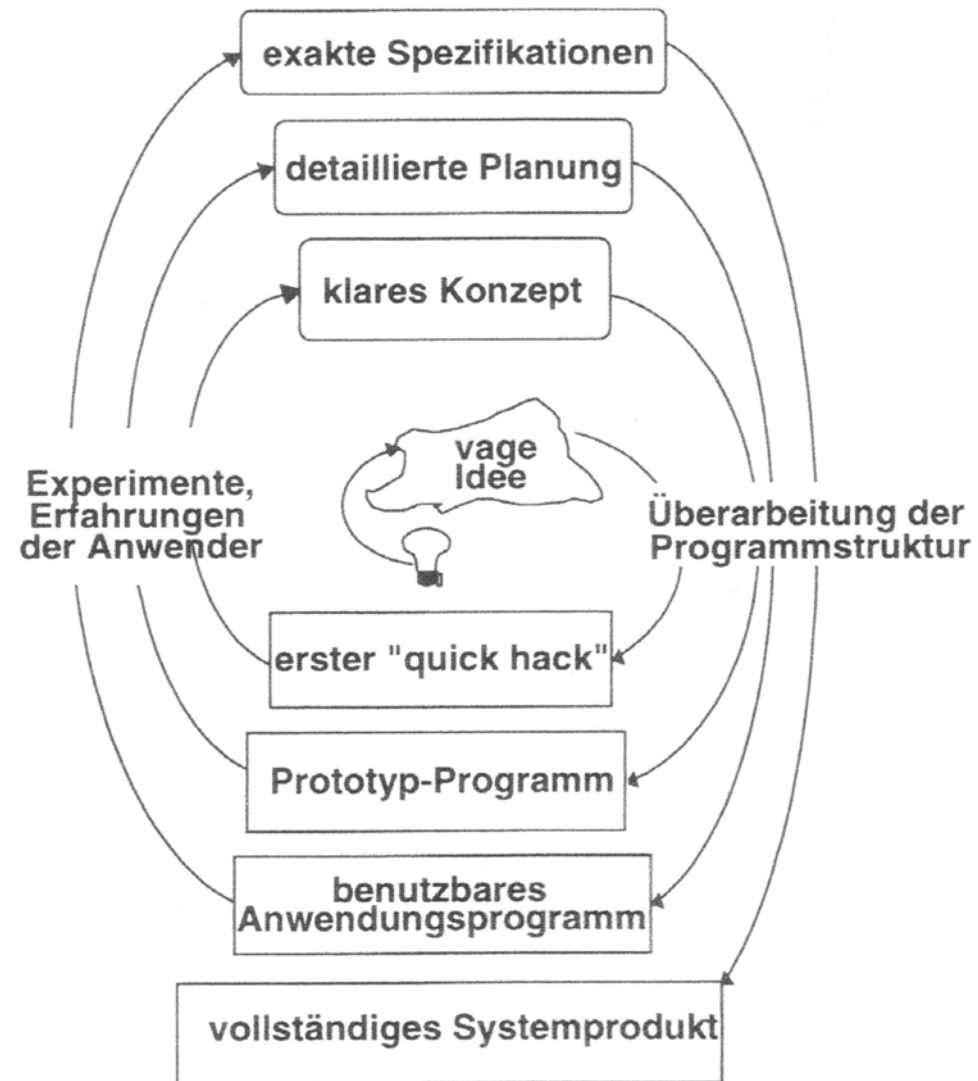 exakte Spezifikationen
detaillierte Planung
klares Konzept
vage
Idee
Experimente,
Erfahrungen
der Anwender
Überarbeitung der
Programmstruktur
erster "quick hack"
Prototyp-Programm
benutzbares
Anwendungsprogramm
vollständiges Systemprodukt